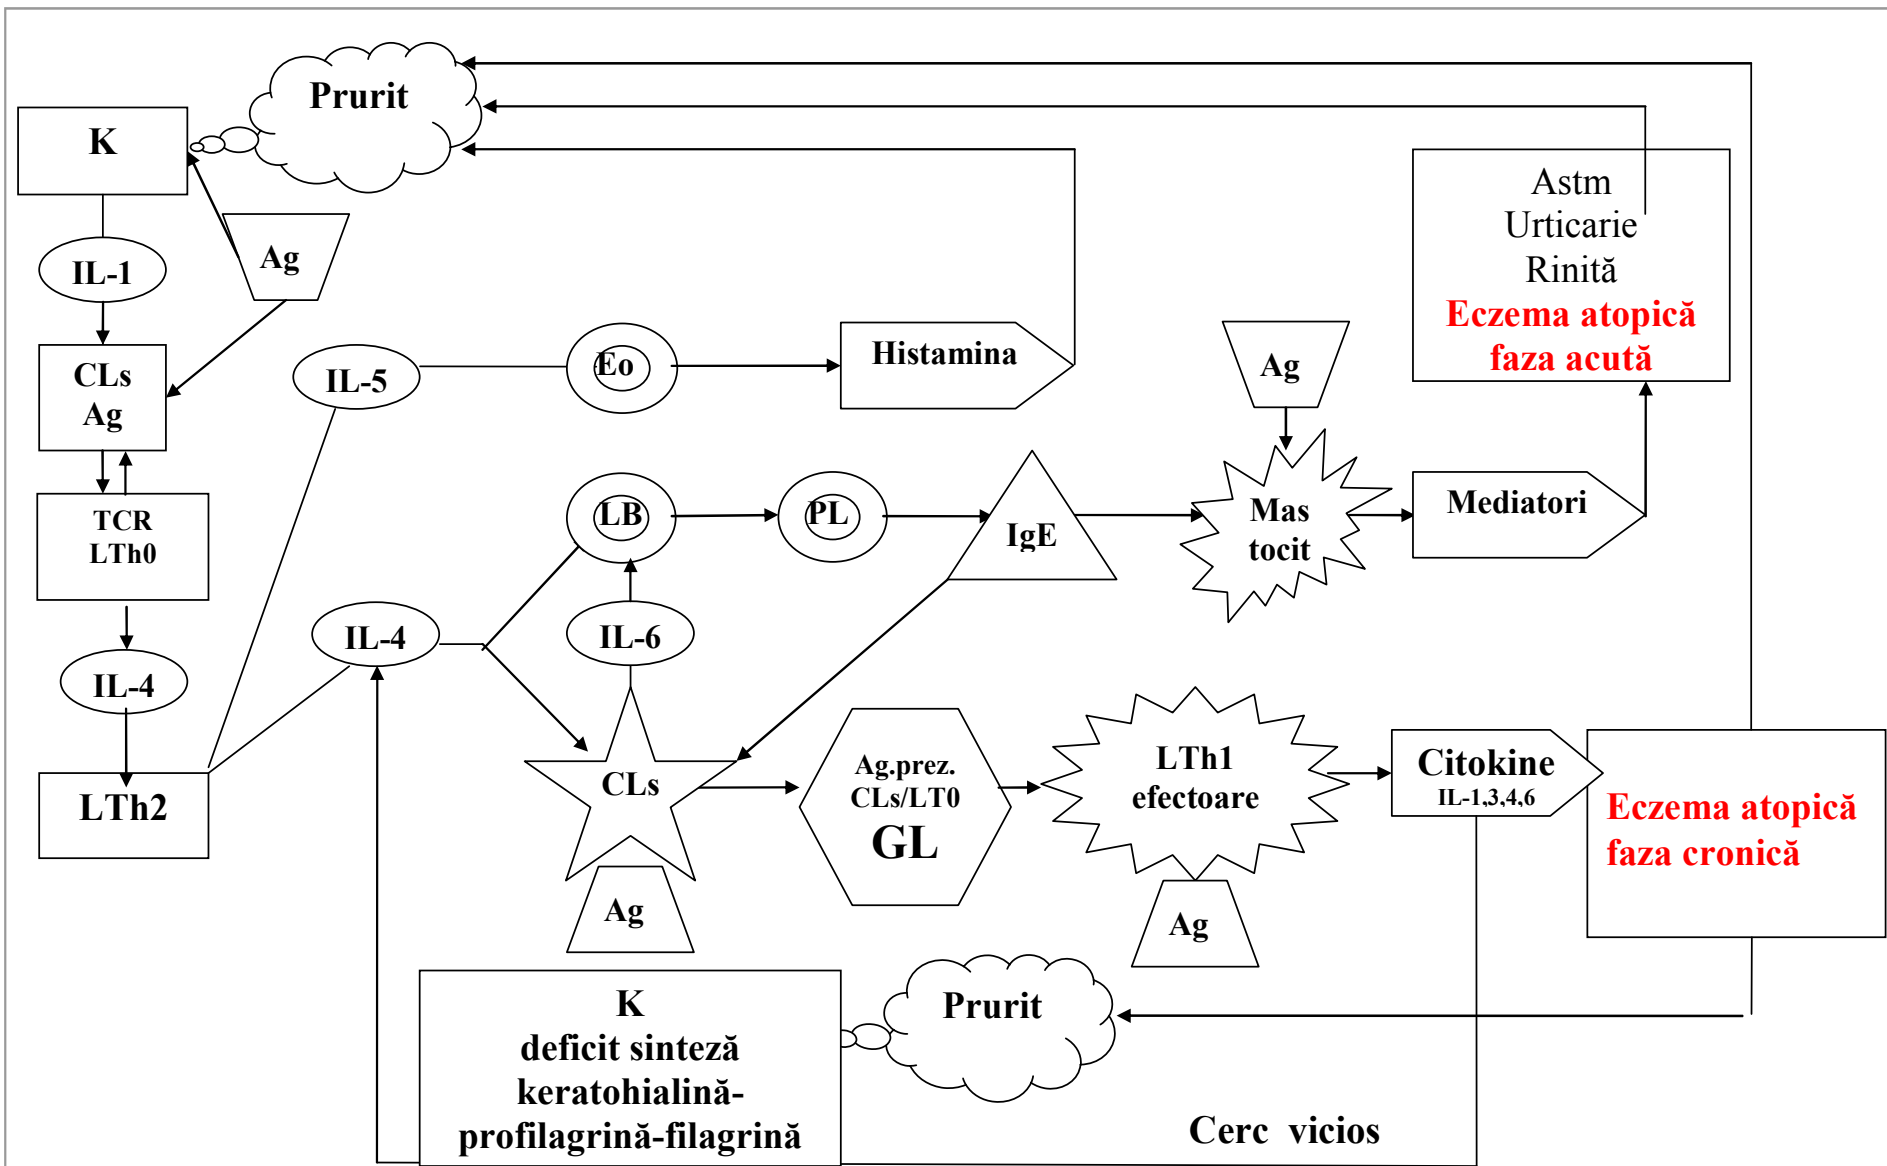 Prurit
K
Ag
IL-1
CLs
Ag
TCR
LTh0
IL-4
LTh2
IL-5
Eo
Histamina
Astm
Urticarie
Rinită
Eczema atopică
faza acută
Ag
LB
PL
IgE
Mas
tocit
Mediatori
IL-4
IL-6
CLs
Ag
Ag.prez.
CLs/LT0
GL
LTh1
efectoare
Ag
Citokine
IL-1,3,4,6
Eczema atopică
faza cronică
Prurit
K
deficit sinteză
keratohialină-
profilagrină-filagrină
Cerc vicios